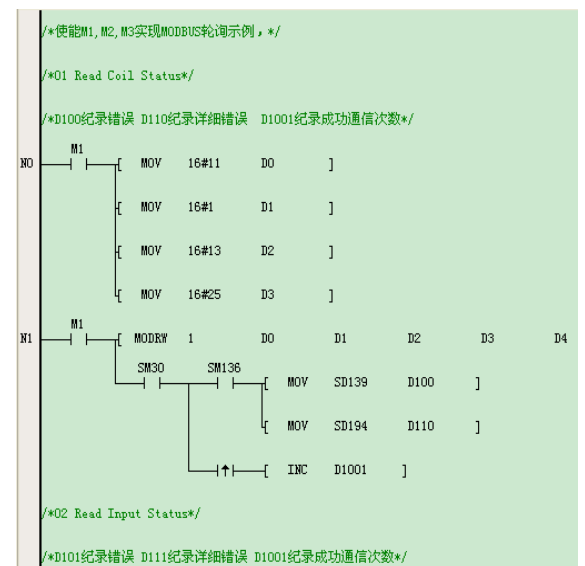 /*使能M1,M2,M3实现MODBUS轮询示例，*/
/*01 Read Coil Status*/
/*D100纪录错误 D110纪录详细错误 D1001纪录成功通信次数*/
M1
N0 [ MOV 16#11 D0 ]
[ MOV 16#1 D1 ]
[ MOV 16#13 D2 ]
[ MOV 16#25 D3 ]
M1
N1 [ MODRW 1 D0 D1 D2 D3 D4
SM30 SM136
[ MOV SD139 D100 ]
[ MOV SD194 D110 ]
[ INC D1001 ]
/*02 Read Input Status*/
/*D101纪录错误 D111纪录详细错误 D1001纪录成功通信次数*/